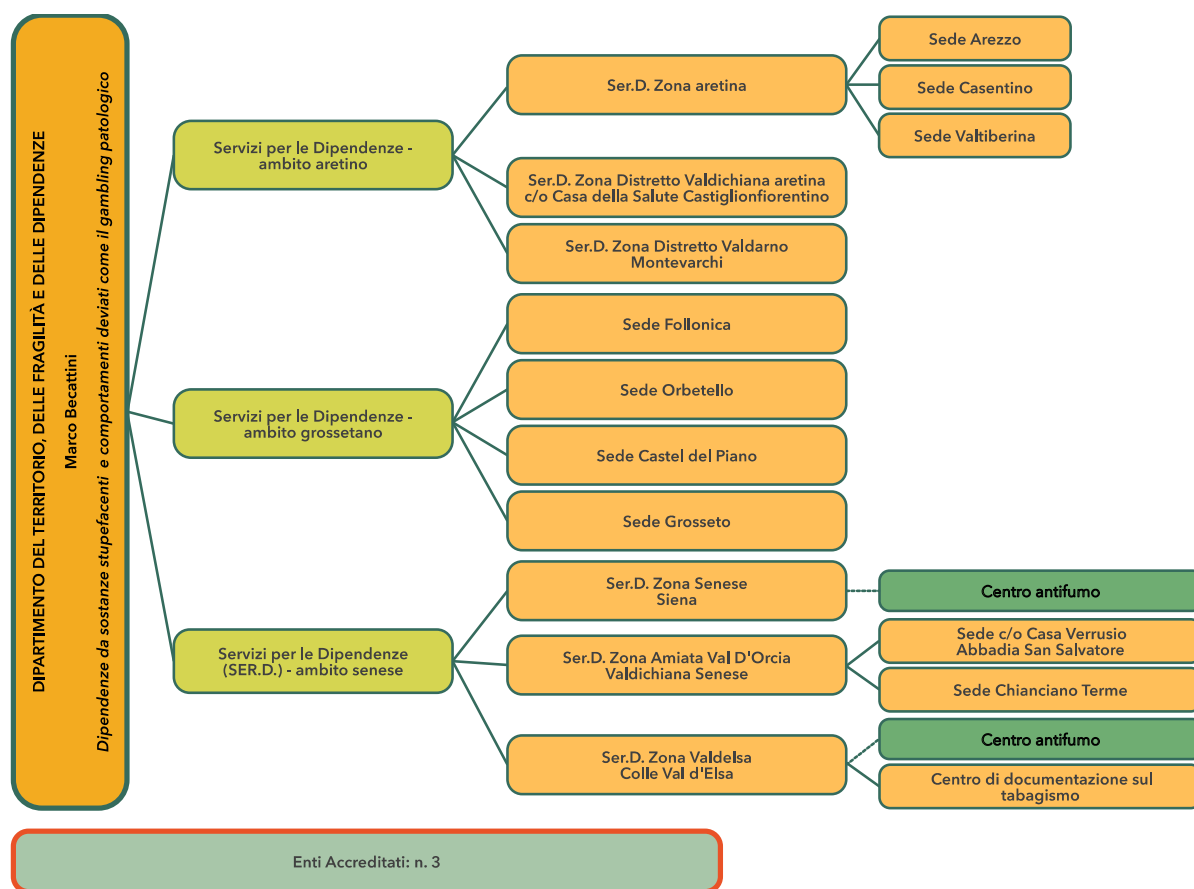 DIPARTIMENTO DEL TERRITORIO, DELLE FRAGILITÀ E DELLE DIPENDENZE
Marco Becattini
Dipendenze da sostanze stupefacenti e comportamenti deviati come il gambling patologico
Servizi per le Dipendenze -
ambito aretino
Ser.D. Zona aretina
Sede Arezzo
Sede Casentino
Sede Valtiberina
Ser.D. Zona Distretto Valdichiana aretina
c/o Casa della Salute Castiglionfiorentino
Ser.D. Zona Distretto Valdarno
Montevarchi
Servizi per le Dipendenze -
ambito grossetano
Sede Follonica
Sede Orbetello
Sede Castel del Piano
Sede Grosseto
Servizi per le Dipendenze
(SER.D.) - ambito senese
Ser.D. Zona Senese
Siena
Centro antifumo
Ser.D. Zona Amiata Val D'Orcia
Valdichiana Senese
Sede c/o Casa Verrusio
Abbadia San Salvatore
Sede Chianciano Terme
Ser.D. Zona Valdelsa
Colle Val d'Elsa
Centro antifumo
Centro di documentazione sul
tabagismo
Enti Accreditati: n. 3